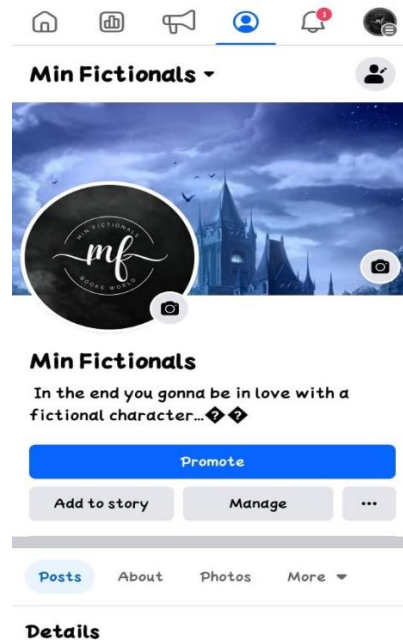 Min Fictionals
MIN FICTIONALS
mf
BOOKS WORLD
Min Fictionals
In the end you gonna be in love with a
fictional character...��
Promote
Add to story
Manage
Posts
About
Photos
More
Details